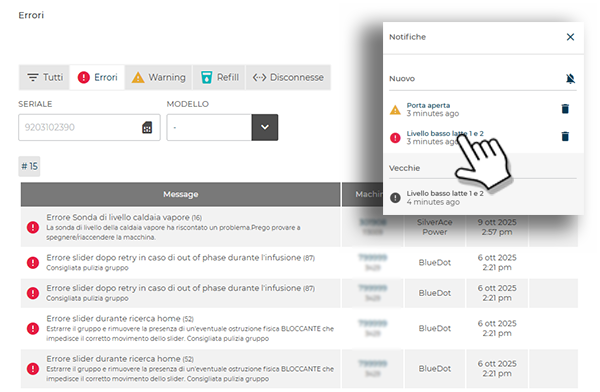 Errori
Tutti
Errori
Warning
Refill
Disconnesse
SERIALE
MODELLO
9203102390
-
# 15
Notifiche
Nuovo
Porta aperta
3 minutes ago
Livello basso latte 1 e 2
3 minutes ago
Vecchie
Livello basso latte 1 e 2
4 minutes ago
Message
Errore Sonda di livello caldaia vapore (16)
La sonda di livello della caldaia vapore ha riscontato un problema.Prego provare a
spegnere/riaccendere la macchina.
SilverAce
Power
9 ott 2025
2:57 pm
Errore slider dopo retry in caso di out of phase durante l'infusione (87)
Consigliata pulizia gruppo
BlueDot
6 ott 2025
2:21 pm
Errore slider dopo retry in caso di out of phase durante l'infusione (87)
Consigliata pulizia gruppo
BlueDot
6 ott 2025
2:21 pm
Errore slider durante ricerca home (52)
Estrarre il gruppo e rimuovere la presenza di un'eventuale ostruzione fisica BLOCCANTE che
impedisce il corretto movimento dello slider. Consigliata pulizia gruppo
BlueDot
6 ott 2025
2:21 pm
Errore slider durante ricerca home (52)
Estrarre il gruppo e rimuovere la presenza di un'eventuale ostruzione fisica BLOCCANTE che
impedisce il corretto movimento dello slider. Consigliata pulizia gruppo
BlueDot
6 ott 2025
2:21 pm